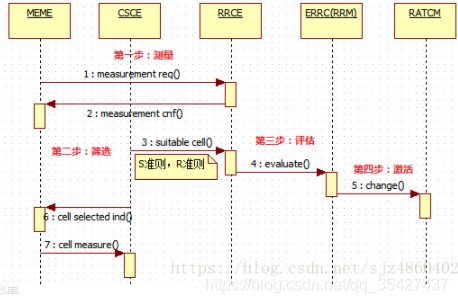 MEME CSCE RRCE ERRC(RRM) RATCM
第一步：测量
1 : measurement req()
2 : measurement cnf()
第二步：筛选
3 : suitable cell()
第三步：评估
S准则，R准则
4 : evaluate()
第四步：激活
5 : change()
6 : cell selected ind()
7 : cell measure()
https://blog.csdn.net/sjz4860402
https://blog.csdn.net/qq_35427437